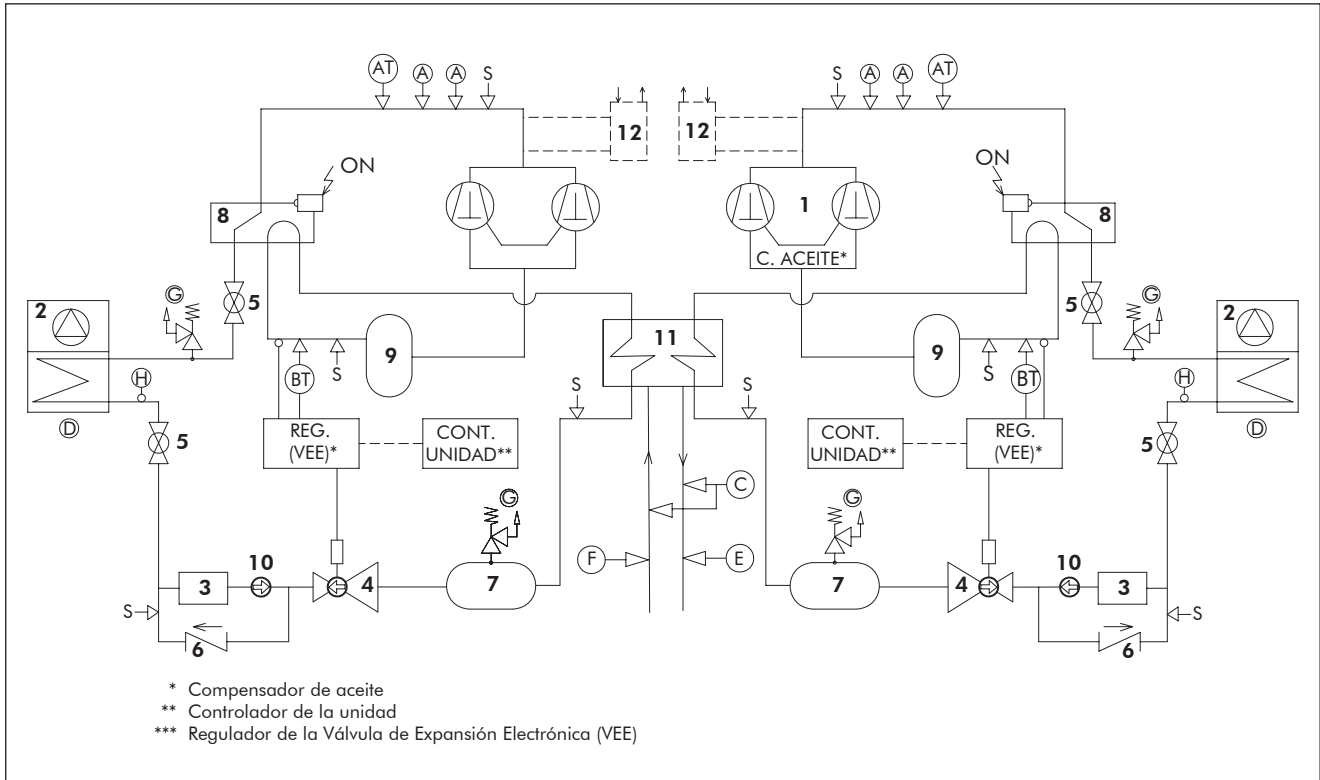 AT A A S S A A AT
12 12
ON ON
8 1 8
C. ACEITE*
G 5 5 G
2 2
11
9 9
H S BT S S S BT H
D D
5 5
REG. (VEE)* CONT. UNIDAD** CONT. UNIDAD** REG. (VEE)*
C
G G
F E
10 10
3 4 7 7 4 3
S S
6 6
* Compensador de aceite
** Controlador de la unidad
*** Regulador de la Válvula de Expansión Electrónica (VEE)